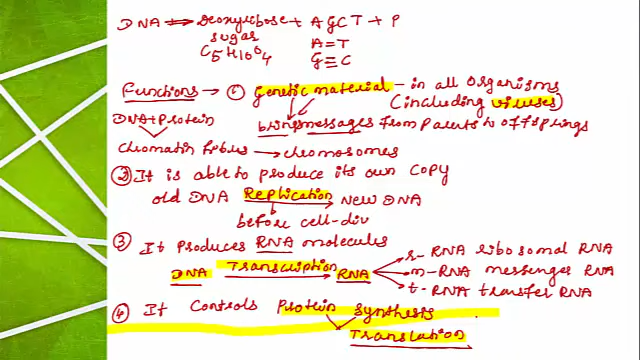 DNA → Deoxyribose + A G C T + P
sugar A = T
C5H10O4 G ≡ C
Functions → ① Genetic material - in all organisms
(including viruses)
DNA + Protein brings messages from parents to offsprings
chromatin fibres → chromosomes
② It is able to produce its own copy
old DNA Replication → NEW DNA
before cell-div
③ It produces RNA molecules
r- RNA ribosomal RNA
DNA Transcription → RNA m- RNA messenger RNA
t- RNA transfer RNA
④ It controls Protein synthesis
Translation